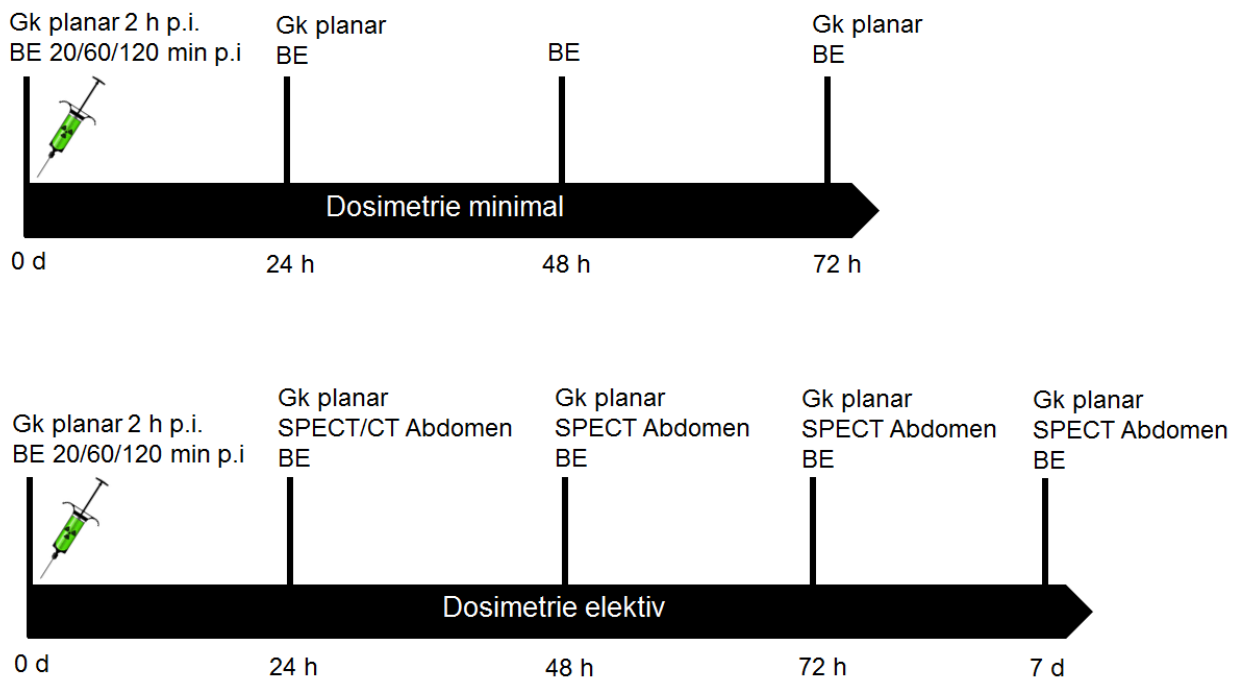 Gk planar 2 h p.i.
BE 20/60/120 min p.i
Gk planar
BE
BE
Gk planar
BE
Dosimetrie minimal
0 d
24 h
48 h
72 h
Gk planar 2 h p.i.
BE 20/60/120 min p.i
Gk planar
SPECT/CT Abdomen
BE
Gk planar
SPECT Abdomen
BE
Gk planar
SPECT Abdomen
BE
Gk planar
SPECT Abdomen
BE
Dosimetrie elektiv
0 d
24 h
48 h
72 h
7 d